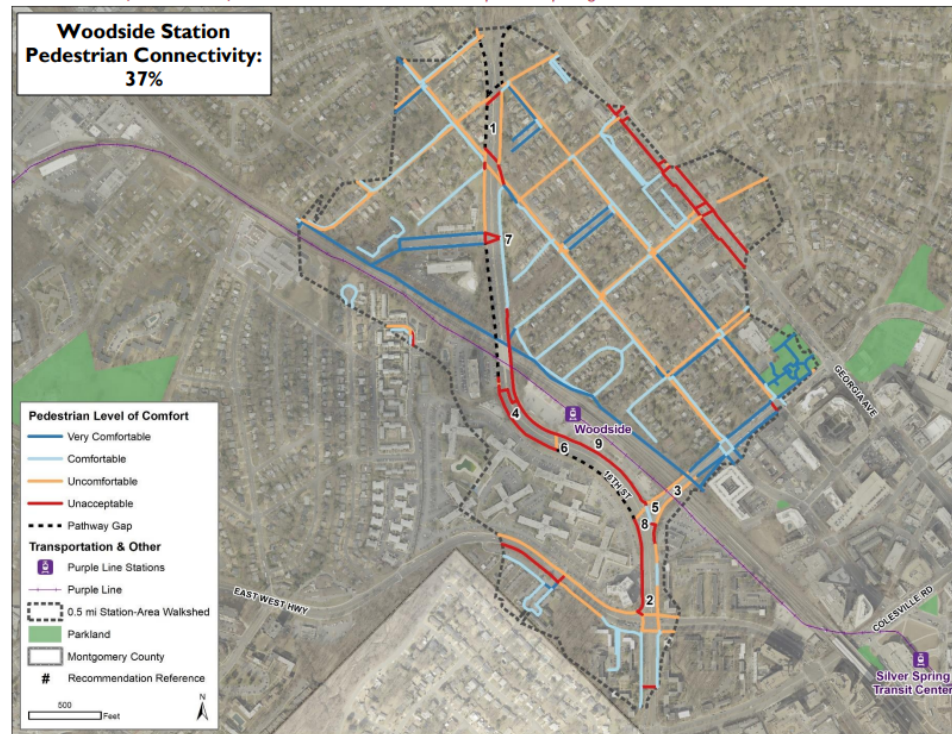 Woodside Station
Pedestrian Connectivity:
37%
1
7
GEORGIA AVE
4
Woodside
9
6
16TH ST
3
5
8
2
EAST WEST HWY
COLESVILLE RD
Silver Spring
Transit Center
Pedestrian Level of Comfort
Very Comfortable
Comfortable
Uncomfortable
Unacceptable
Pathway Gap
Transportation & Other
Purple Line Stations
Purple Line
0.5 mi Station-Area Walkshed
Parkland
Montgomery County
# Recommendation Reference
500
Feet
N